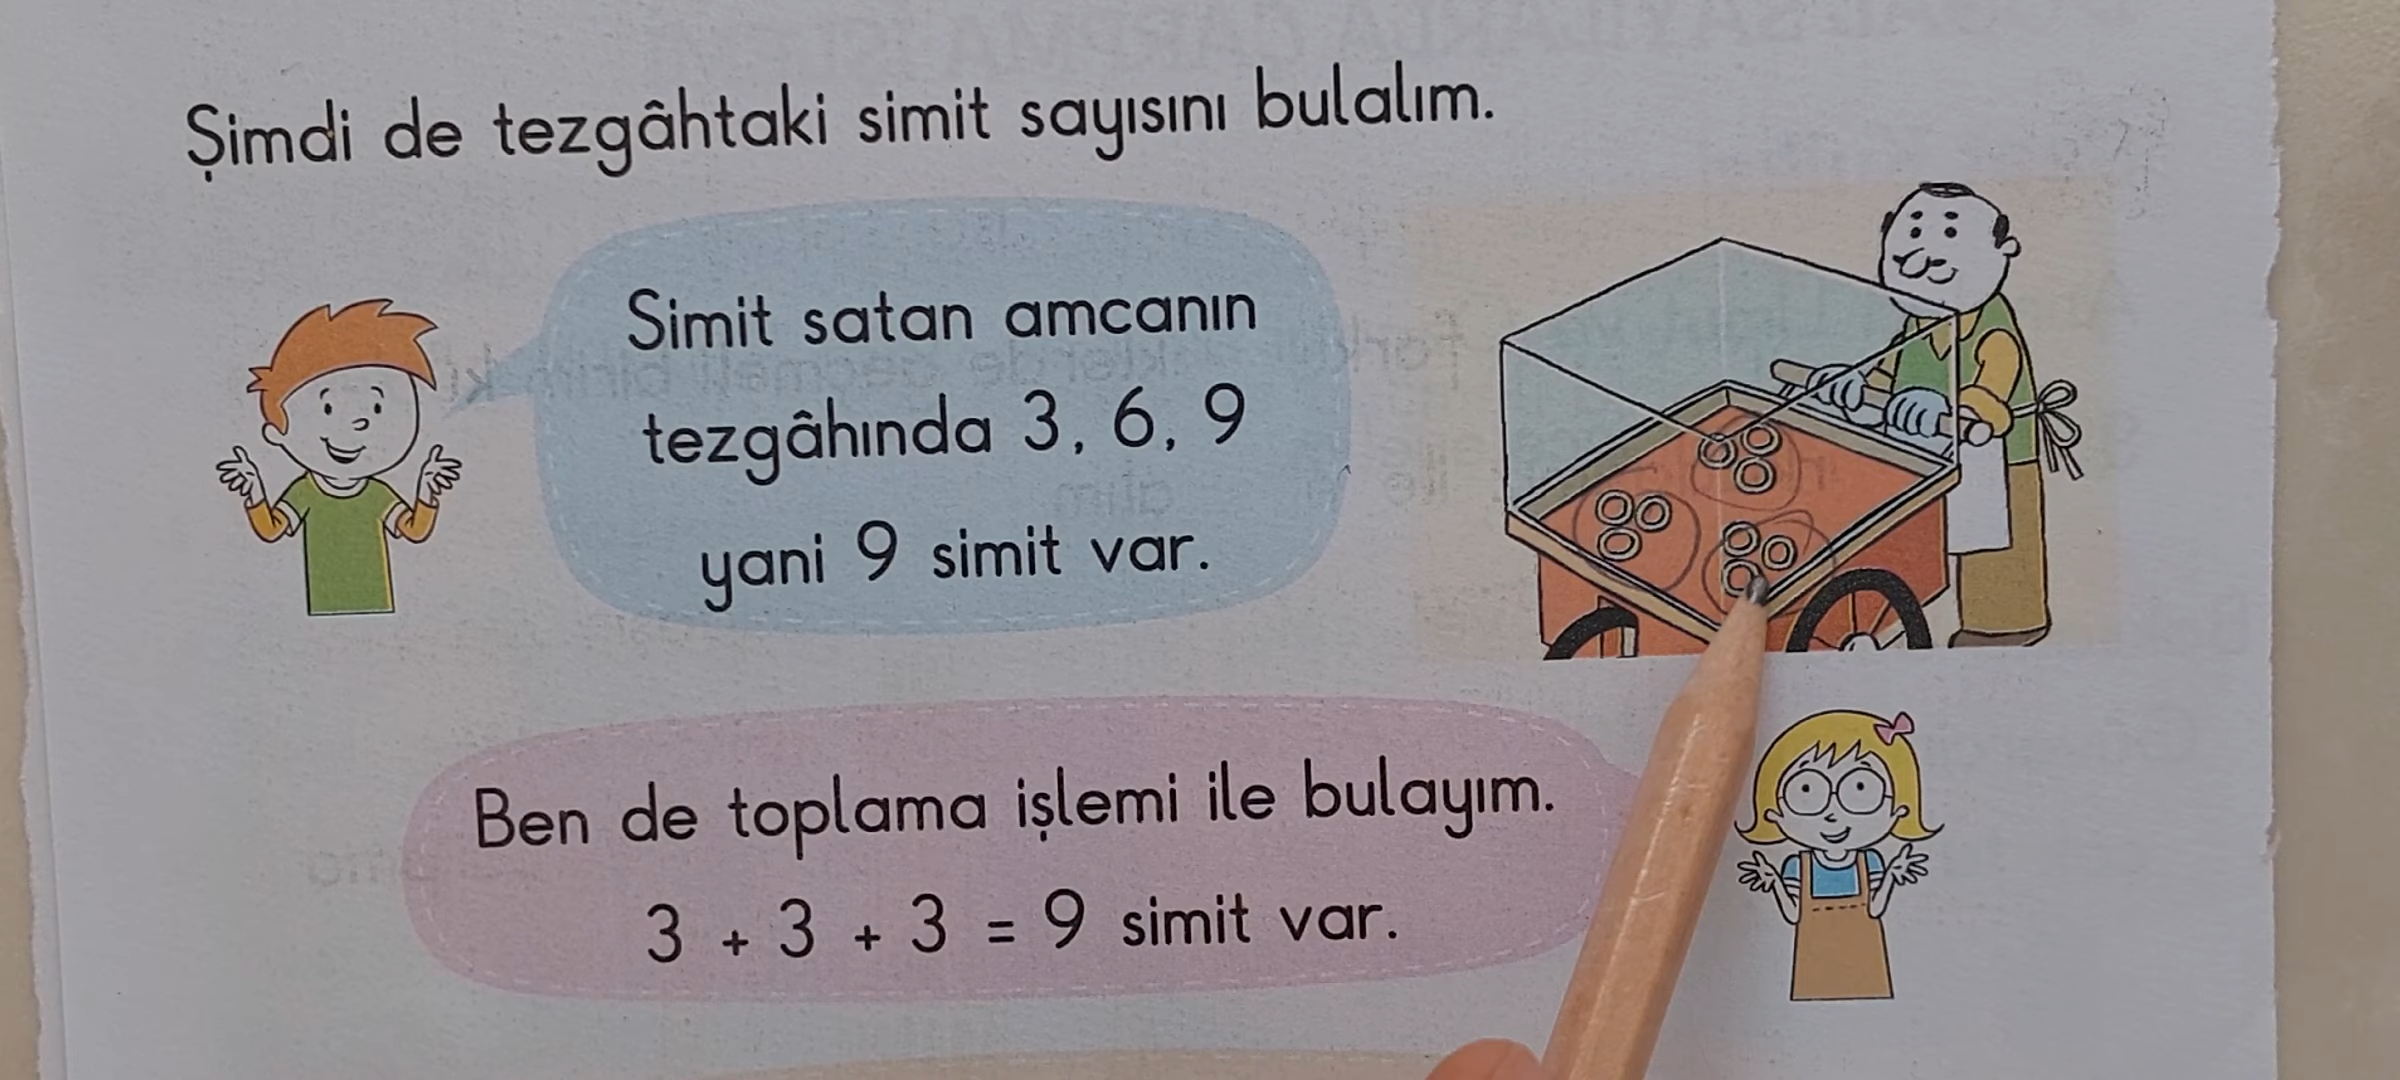 Şimdi de tezgâhtaki simit sayısını bulalım.
Simit satan amcanın
tezgâhında 3, 6, 9
yani 9 simit var.
Ben de toplama işlemi ile bulayım.
3 + 3 + 3 = 9 simit var.